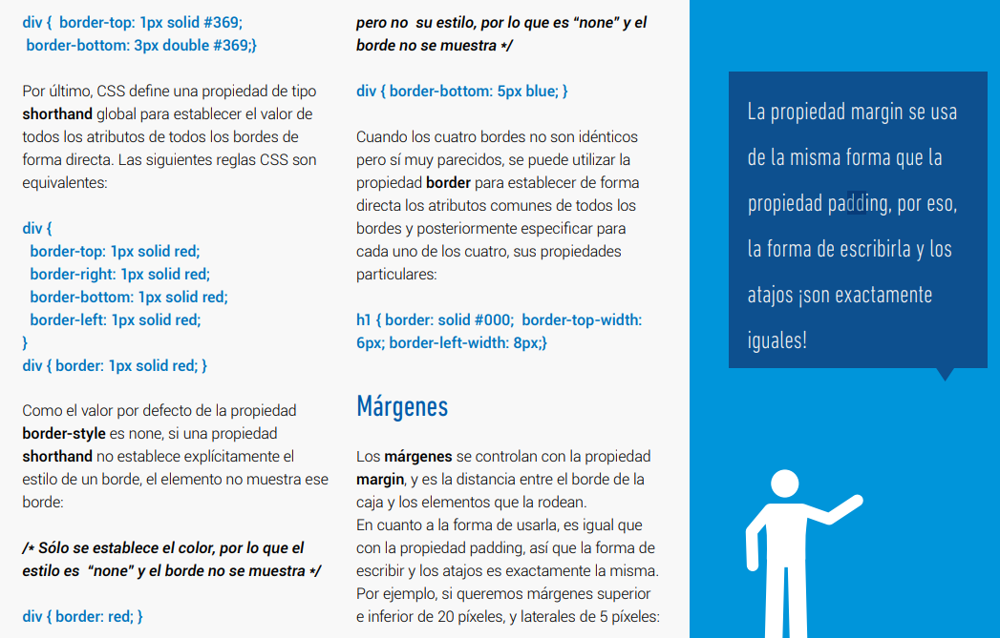 div {  border-top: 1px solid #369;
border-bottom: 3px double #369;}
Por último, CSS define una propiedad de tipo
shorthand global para establecer el valor de
todos los atributos de todos los bordes de
forma directa. Las siguientes reglas CSS son
equivalentes:
div {
border-top: 1px solid red;
border-right: 1px solid red;
border-bottom: 1px solid red;
border-left: 1px solid red;
}
div { border: 1px solid red; }
Como el valor por defecto de la propiedad
border-style es none, si una propiedad
shorthand no establece explícitamente el
estilo de un borde, el elemento no muestra ese
borde:
/* Sólo se establece el color, por lo que el
estilo es  “none” y el borde no se muestra */
div { border: red; }
pero no  su estilo, por lo que es “none” y el
borde no se muestra */
div { border-bottom: 5px blue; }
Cuando los cuatro bordes no son idénticos
pero sí muy parecidos, se puede utilizar la
propiedad border para establecer de forma
directa los atributos comunes de todos los
bordes y posteriormente especificar para
cada uno de los cuatro, sus propiedades
particulares:
h1 { border: solid #000;  border-top-width:
6px; border-left-width: 8px;}
Márgenes
Los márgenes se controlan con la propiedad
margin, y es la distancia entre el borde de la
caja y los elementos que la rodean.
En cuanto a la forma de usarla, es igual que
con la propiedad padding, así que la forma de
escribir y los atajos es exactamente la misma.
Por ejemplo, si queremos márgenes superior
e inferior de 20 píxeles, y laterales de 5 píxeles:
La propiedad margin se usa
de la misma forma que la
propiedad padding, por eso,
la forma de escribirla y los
atajos ¡son exactamente
iguales!